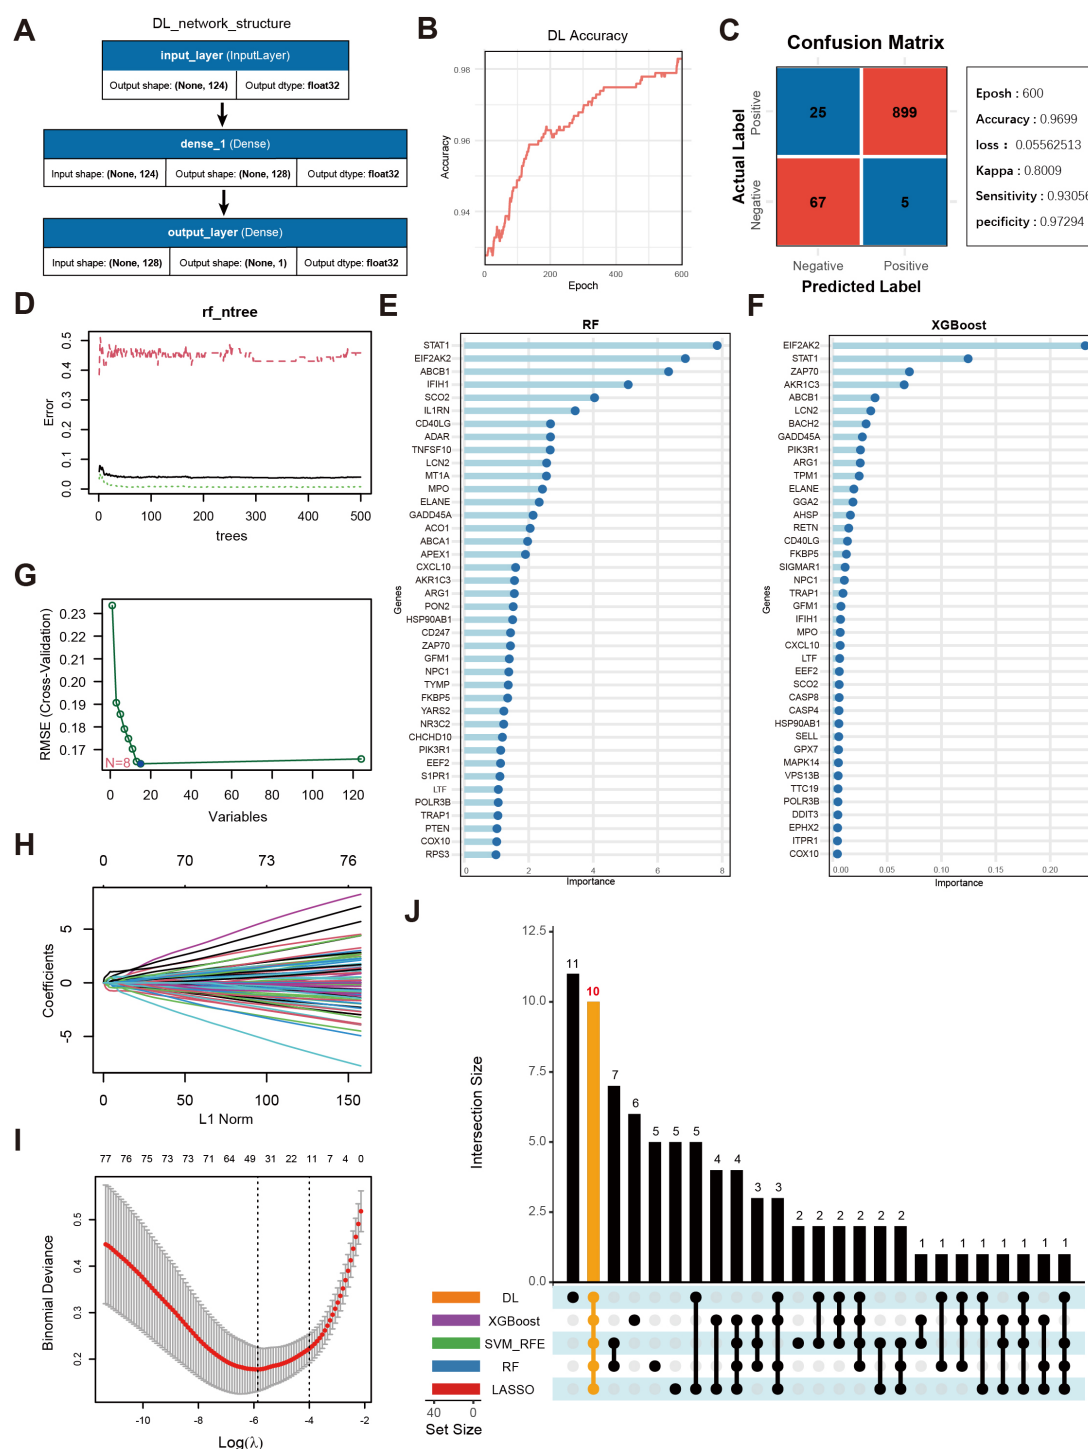 A
DL_network_structure
input_layer (InputLayer)
Output shape: (None, 124) Output dtype: float32
dense_1 (Dense)
Input shape: (None, 124) Output shape: (None, 128) Output dtype: float32
output_layer (Dense)
Input shape: (None, 128) Output shape: (None, 1) Output dtype: float32
B
DL Accuracy
Accuracy
0.98
0.96
0.94
0 200 400 600
Epoch
C
Confusion Matrix
Actual Label
Positive
Negative
25 899
67 5
Negative Positive
Predicted Label
Eposh : 600
Accuracy : 0.9699
loss : 0.05562513
Kappa : 0.8009
Sensitivity : 0.93056
pecificity : 0.97294
D
rf_ntree
Error
0.5
0.4
0.3
0.2
0.1
0.0
0 100 200 300 400 500
trees
E
RF
Genes
STAT1
EIF2AK2
ABCB1
IFIH1
SCO2
IL1RN
CD40LG
ADAR
TNFSF10
LCN2
MT1A
MPO
ELANE
GADD45A
ACO1
ABCA1
APEX1
CXCL10
AKR1C3
ARG1
PON2
HSP90AB1
CD247
ZAP70
GFM1
NPC1
TYMP
FKBP5
YARS2
NR3C2
CHCHD10
PIK3R1
EEF2
S1PR1
LTF
POLR3B
TRAP1
PTEN
COX10
RPS3
0 2 4 6 8
Importance
F
XGBoost
Genes
EIF2AK2
STAT1
ZAP70
AKR1C3
ABCB1
LCN2
BACH2
GADD45A
PIK3R1
ARG1
TPM1
ELANE
GGA2
AHSP
RETN
CD40LG
FKBP5
SIGMAR1
NPC1
TRAP1
GFM1
IFIH1
MPO
CXCL10
LTF
EEF2
SCO2
CASP8
CASP4
HSP90AB1
SELL
GPX7
MAPK14
VPS13B
TTC19
POLR3B
DDIT3
EPHX2
ITPR1
COX10
0.00 0.05 0.10 0.15 0.20
Importance
G
RMSE (Cross-Validation)
0.23
0.22
0.21
0.20
0.19
0.18
0.17
N=8
0 20 40 60 80 100 120
Variables
H
0 70 73 76
Coefficients
5
0
-5
0 50 100 150
L1 Norm
I
77 76 75 73 73 71 64 49 31 22 11 7 4 0
Binomial Deviance
0.5
0.4
0.3
0.2
-10 -8 -6 -4 -2
Log(λ)
J
Intersection Size
12.5
10.0
7.5
5.0
2.5
0.0
11 10 7 6 5 5 5 4 4 3 3 2 2 2 2 2 2 1 1 1 1 1 1 1 1
DL
XGBoost
SVM_RFE
RF
LASSO
40 0
Set Size